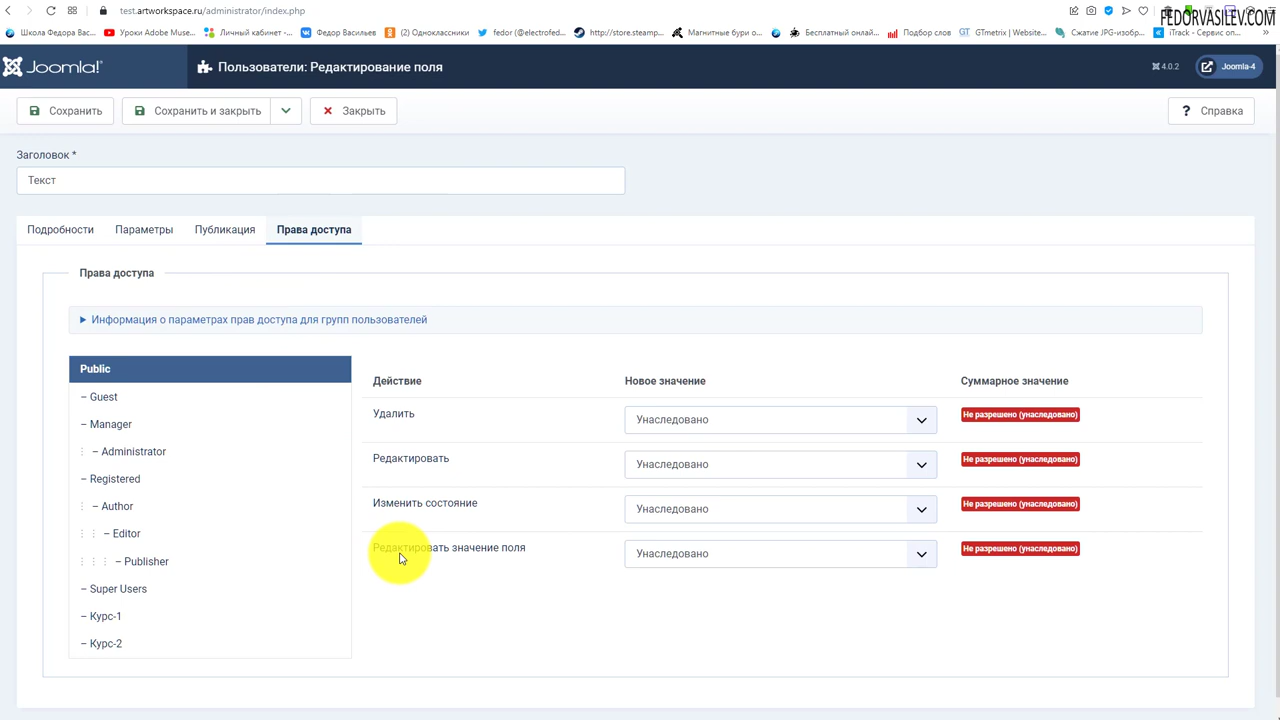 test.artworkspace.ru/administrator/index.php
FEDORVASILEV.COM
Школа Федора Вас...
Уроки Adobe Muse...
Личный кабинет -...
Федор Васильев
(2) Одноклассники
fedor (@electrofed...
http://store.steamp...
Магнитные бури о...
Бесплатный онлай...
Подбор слов
GTmetrix | Website...
Сжатие JPG-изобр...
iTrack - Сервис оп...
Joomla!
Пользователи: Редактирование поля
4.0.2
Joomla-4
Сохранить
Сохранить и закрыть
Закрыть
? Справка
Заголовок *
Текст
Подробности
Параметры
Публикация
Права доступа
Права доступа
Информация о параметрах прав доступа для групп пользователей
Public
– Guest
– Manager
– Administrator
– Registered
– Author
– Editor
– Publisher
– Super Users
– Курс-1
– Курс-2
Действие
Новое значение
Суммарное значение
Удалить
Унаследовано
Не разрешено (унаследовано)
Редактировать
Унаследовано
Не разрешено (унаследовано)
Изменить состояние
Унаследовано
Не разрешено (унаследовано)
Редактировать значение поля
Унаследовано
Не разрешено (унаследовано)